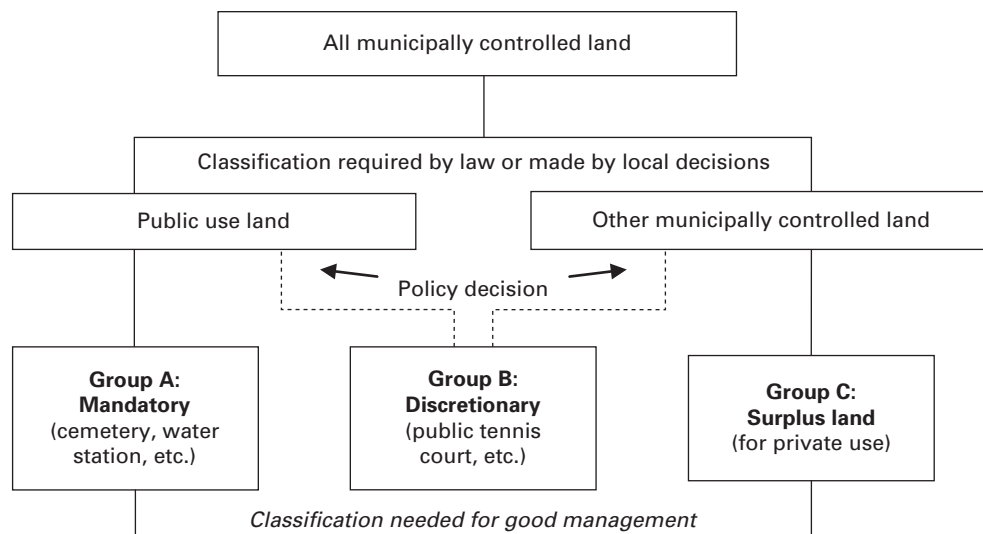 All municipally controlled land
Classification required by law or made by local decisions
Public use land
Other municipally controlled land
Policy decision
Group A:
Mandatory
(cemetery, water
station, etc.)
Group B:
Discretionary
(public tennis
court, etc.)
Group C:
Surplus land
(for private use)
Classification needed for good management